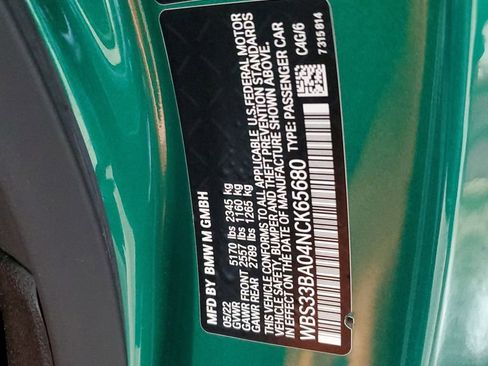 MFD BY BMW M GMBH
05/22
GVWR 5170 lbs 2345 kg
GAWR FRONT 2557 lbs 1160 kg
GAWR REAR 2789 lbs 1265 kg
THIS VEHICLE CONFORMS TO ALL APPLICABLE U.S. FEDERAL MOTOR
VEHICLE SAFETY, BUMPER, AND THEFT PREVENTION STANDARDS
IN EFFECT ON THE DATE OF MANUFACTURE SHOWN ABOVE.
WBS33BA04NCK65680 TYPE: PASSENGER CAR
C4G/6
7 315 814